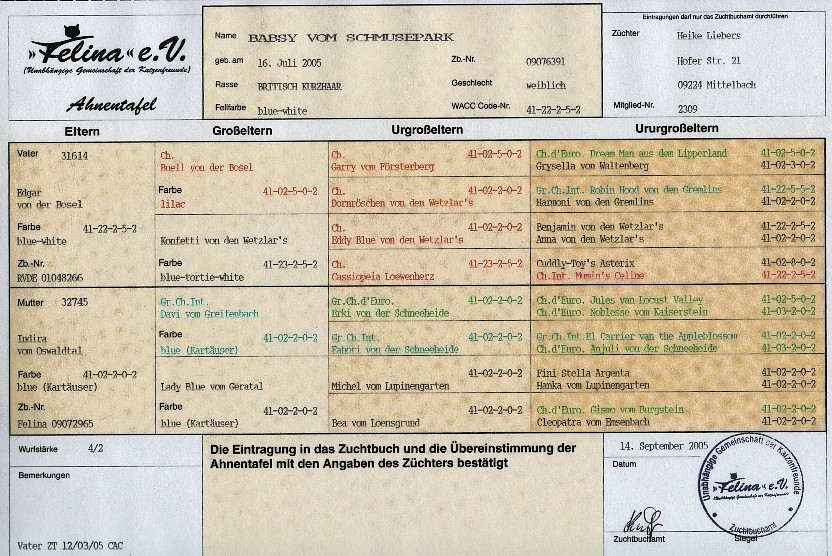 »Felina« e.V.
(Unabhängige Gemeinschaft der Katzenfreunde)
Ahnentafel
Name BABSY VOM SCHMUSEPARK
geb. am 16. Juli 2005 Zb.-Nr. 09076391
Rasse BRITISCH KURZHAAR Geschlecht weiblich
Fellfarbe blue-white WACC Code-Nr. 41-22-2-5-2
Eintragungen darf nur das Zuchtbuchamt durchführen
Züchter Heike Liebers
Hofer Str. 21
09224 Mittelbach
Mitglied-Nr. 2309
Eltern Großeltern Urgroßeltern Ururgroßeltern
Vater 31614
Edgar
von der Bosel
Farbe 41-22-2-5-2
blue-white
Zb.-Nr.
RVDE 01048266
Ch.
Bueil von der Bosel
Farbe 41-02-5-0-2
lilac
Konfetti von den Wetzlar's
Farbe 41-23-2-5-2
blue-tortie-white
Ch. 41-02-5-0-2
Garry vom Försterberg
Ch. 41-02-2-0-2
Dornröschen von den Wetzlar's
Ch. 41-02-2-0-2
Eddy Blue von den Wetzlar's
Ch. 41-23-2-5-2
Cassiopeia Loewenherz
Ch.d'Euro. Dream Man aus dem Lipperland 41-02-5-0-2
Grysella von Waltenberg 41-02-3-0-2
Gr.Ch.Int. Robin Hood von den Gremlins 41-22-5-5-2
Harmoni von den Gremlins 41-02-2-0-2
Benjamin von den Wetzlar's 41-22-2-5-2
Anna von den Wetzlar's 41-02-2-0-2
Cuddly-Toy's Asterix 41-02-8-0-2
Ch.Int. Mumin's Celine 41-22-2-5-2
Mutter 32745
Indira
vom Oswaldtal
Farbe 41-02-2-0-2
blue (Kartäuser)
Zb.-Nr.
Felina 09072965
Gr.Ch.Int.
Davi vom Greifenbach
Farbe 41-02-2-0-2
blue (Kartäuser)
Lady Blue vom Geratal
Farbe 41-02-2-0-2
blue (Kartäuser)
Gr.Ch.d'Euro. 41-02-2-0-2
Erki von der Schneeheide
Gr.Ch.Int. 41-02-2-0-2
Fabori von der Schneeheide
41-02-2-0-2
Michel vom Lupinengarten
41-02-2-0-2
Bea vom Loensgrund
Ch.d'Euro. Jules van Locust Valley 41-02-5-0-2
Ch.d'Euro. Noblesse vom Kaiserstein 41-03-2-0-2
Gr.Ch.Int.El Carrier van the Appleblossom 41-02-2-0-2
Ch.d'Euro. Anjuli von der Schneeheide 41-03-2-0-2
Fini Stella Argenta 41-02-2-0-2
Hanka vom Lupinengarten 41-02-2-0-2
Ch.d'Euro. Gismo vom Burgstein 41-02-2-0-2
Cleopatra vom Emsenbach 41-02-2-0-2
Wurfstärke 4/2
Bemerkungen
Vater ZT 12/03/05 CAC
Die Eintragung in das Zuchtbuch und die Übereinstimmung der
Ahnentafel mit den Angaben des Züchters bestätigt
14. September 2005
Datum
Zuchtbuchamt Siegel
Unabhängige Gemeinschaft der Katzenfreunde
»Felina« e.V.
(Unabhängige Gemeinschaft der Katzenfreunde)
Zuchtbuchamt